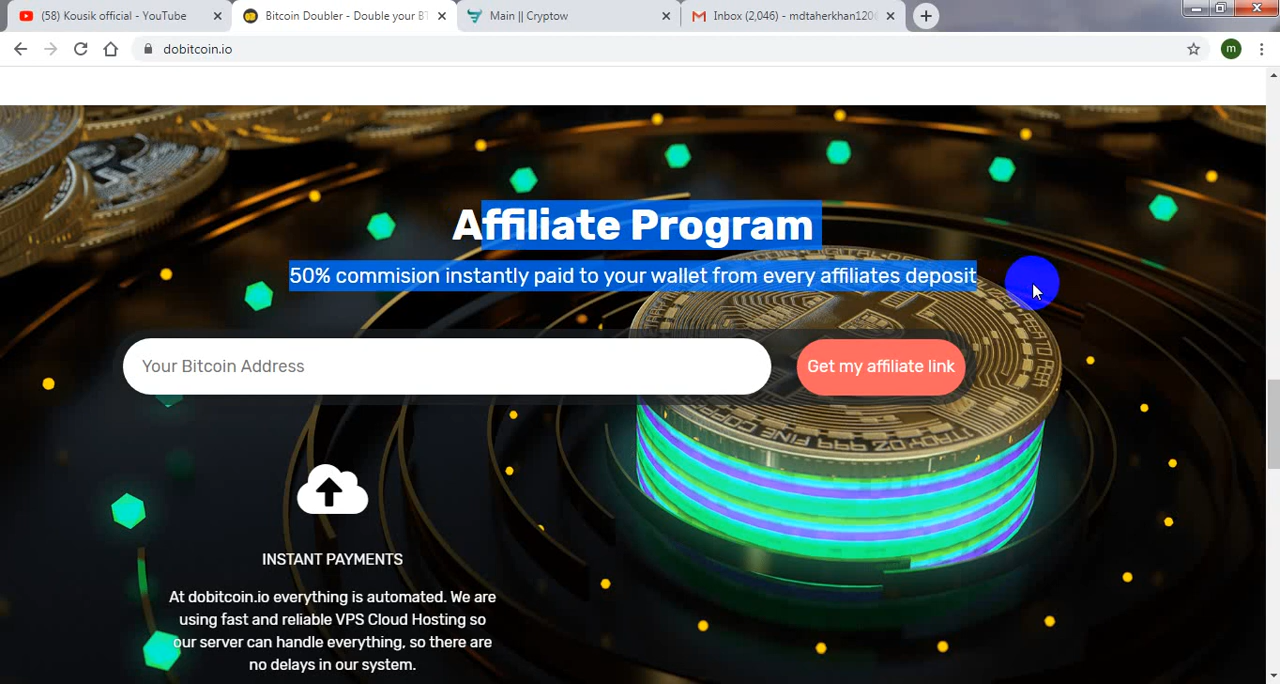 (58) Kousik official - YouTube
Bitcoin Doubler - Double your BT
Main || Cryptow
Inbox (2,046) - mdtaherkhan120
dobitcoin.io
m
Affiliate Program
50% commision instantly paid to your wallet from every affiliates deposit
Your Bitcoin Address
Get my affiliate link
INSTANT PAYMENTS
At dobitcoin.io everything is automated. We are
using fast and reliable VPS Cloud Hosting so
our server can handle everything, so there are
no delays in our system.